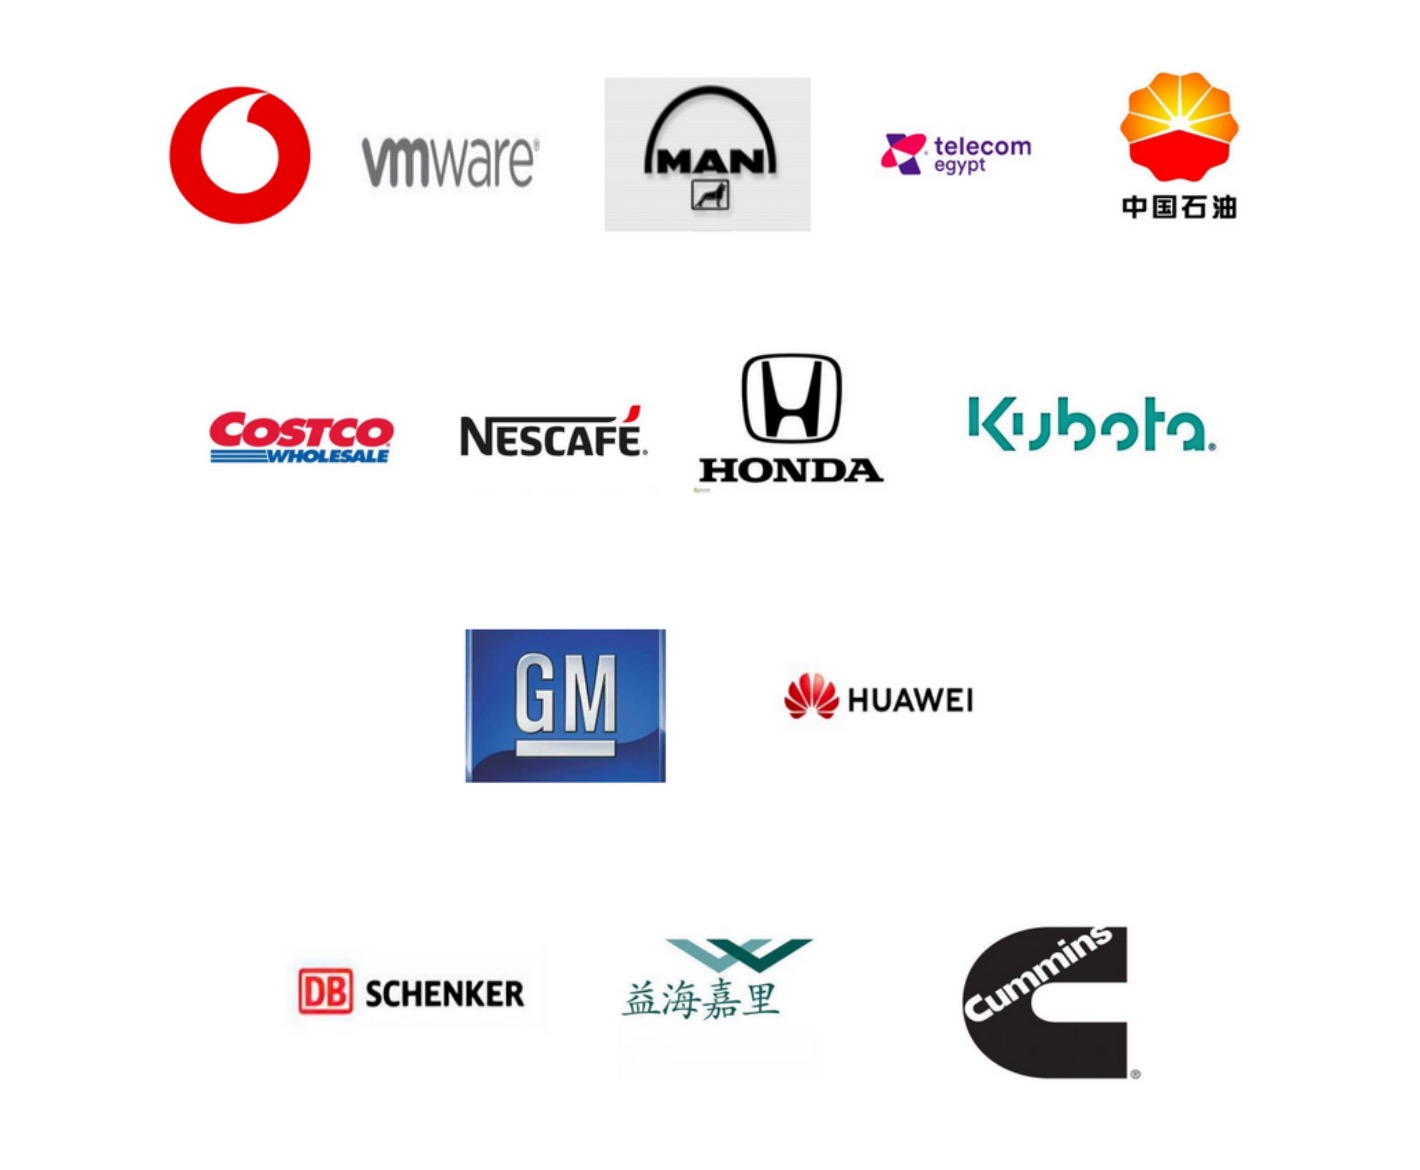 vmware®
MAN
telecom
egypt
中国石油
COSTCO
WHOLESALE
NESCAFÉ®
HONDA
Kubota®
GM
HUAWEI
DB SCHENKER
益海嘉里
Cummins
®